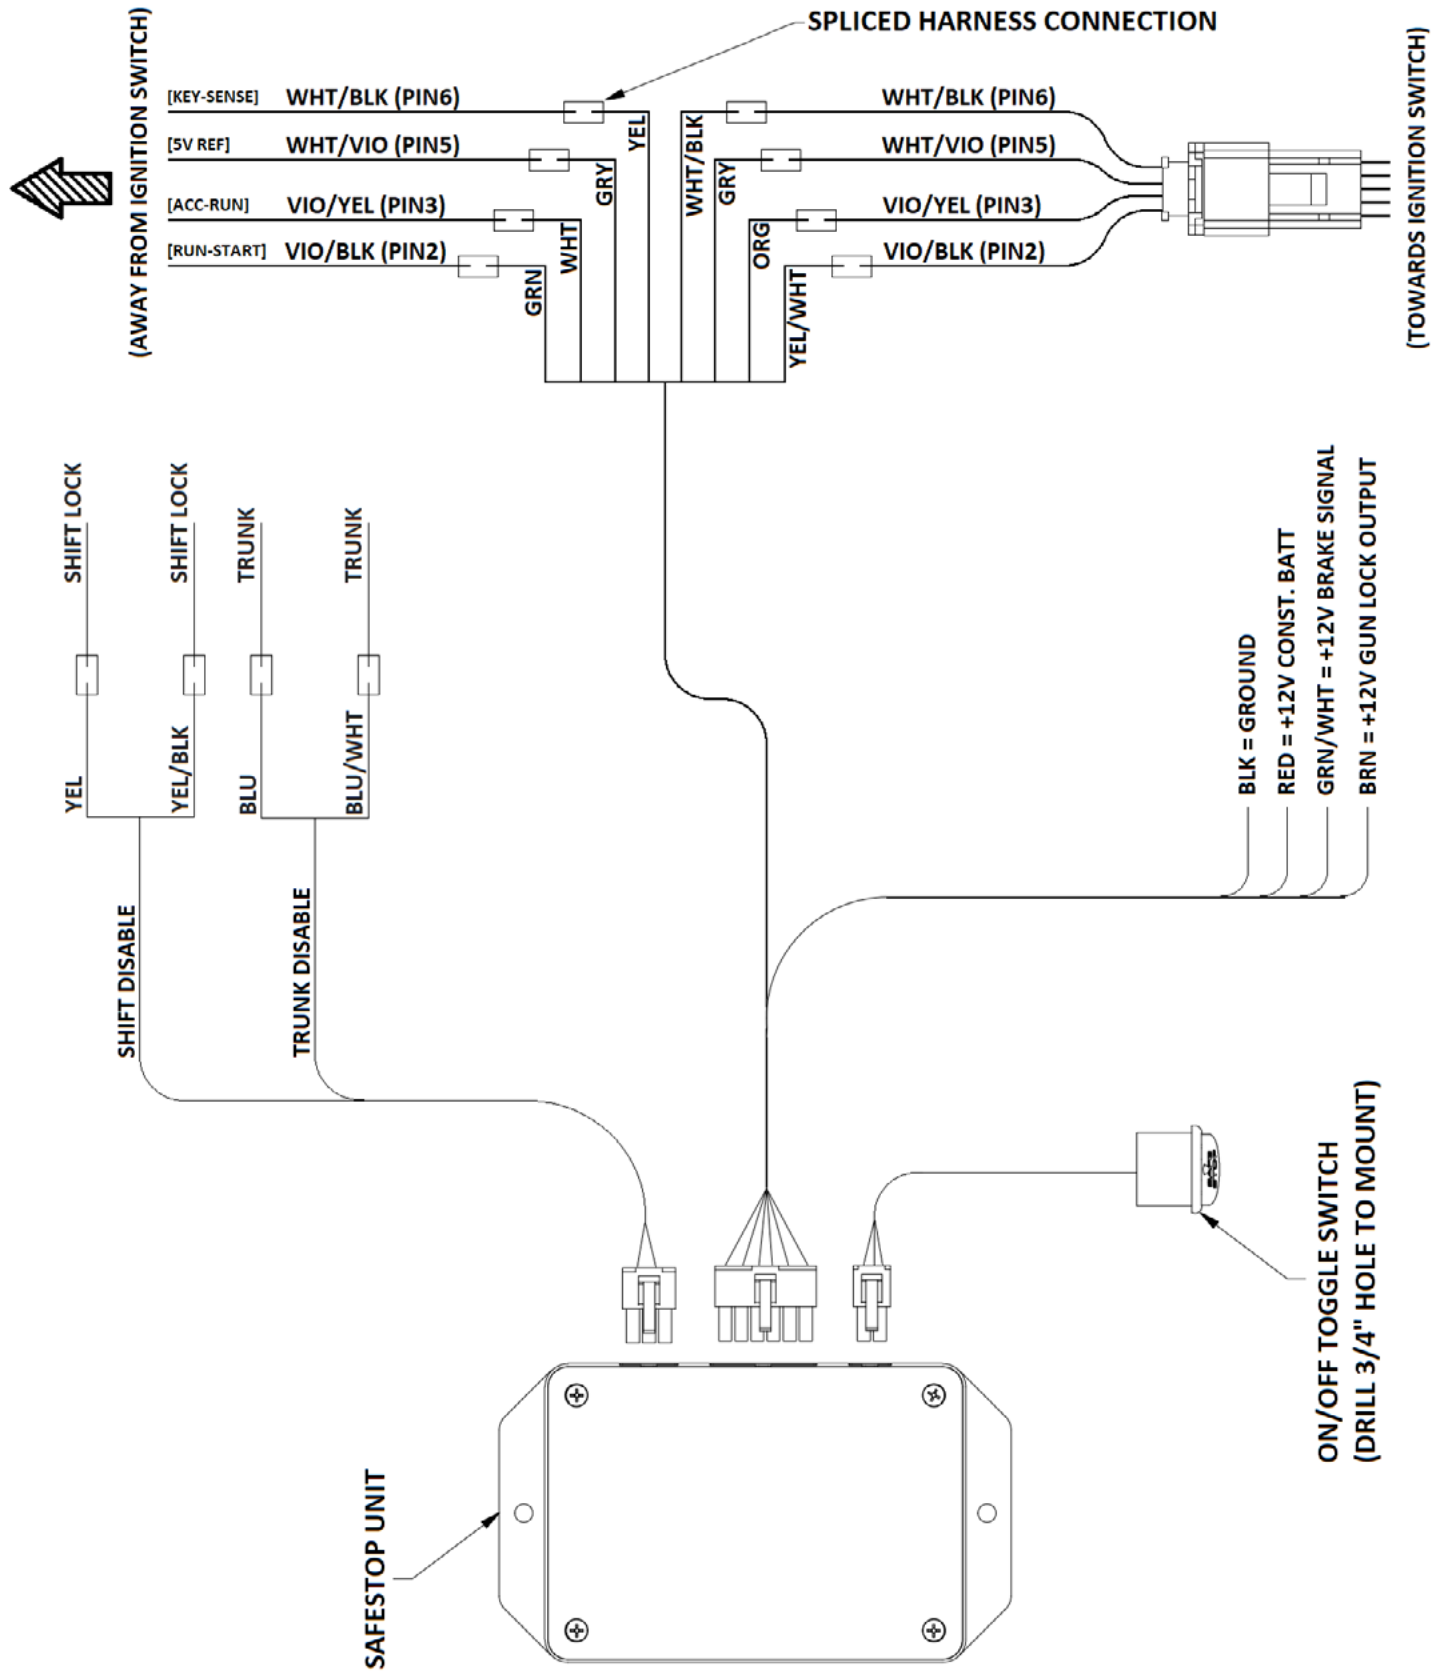 SPLICED HARNESS CONNECTION
(AWAY FROM IGNITION SWITCH)
[KEY-SENSE] WHT/BLK (PIN6)
[5V REF] WHT/VIO (PIN5)
[ACC-RUN] VIO/YEL (PIN3)
[RUN-START] VIO/BLK (PIN2)
YEL
GRY
WHT
GRN
WHT/BLK
GRY
ORG
YEL/WHT
WHT/BLK (PIN6)
WHT/VIO (PIN5)
VIO/YEL (PIN3)
VIO/BLK (PIN2)
(TOWARDS IGNITION SWITCH)
SHIFT LOCK
SHIFT LOCK
TRUNK
TRUNK
YEL
YEL/BLK
BLU
BLU/WHT
SHIFT DISABLE
TRUNK DISABLE
BLK = GROUND
RED = +12V CONST. BATT
GRN/WHT = +12V BRAKE SIGNAL
BRN = +12V GUN LOCK OUTPUT
SAFE
STOP
ON/OFF TOGGLE SWITCH
(DRILL 3/4" HOLE TO MOUNT)
SAFESTOP UNIT